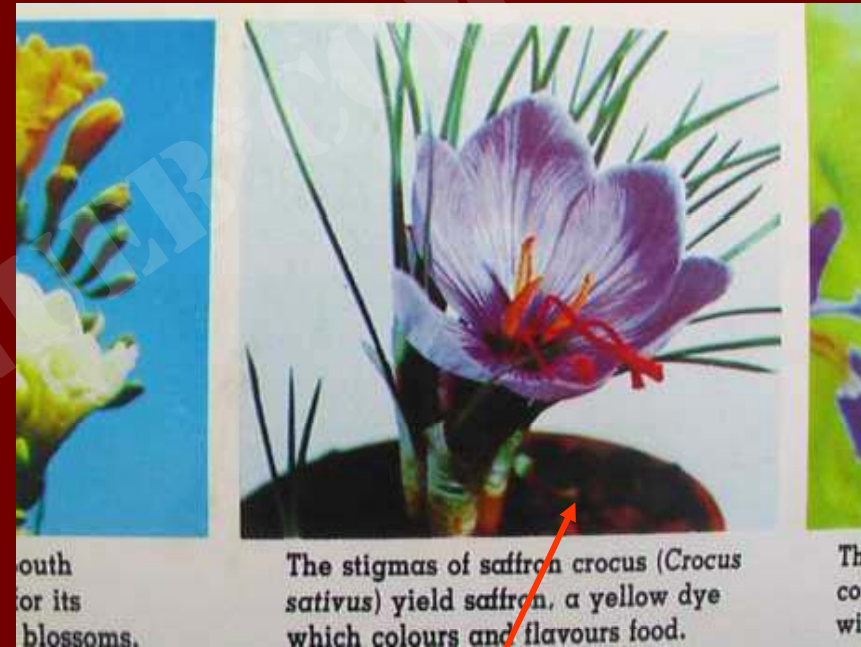 outh
or its
blossoms.
The stigmas of saffron crocus (Crocus
sativus) yield saffron, a yellow dye
which colours and flavours food.
Th
co
wi